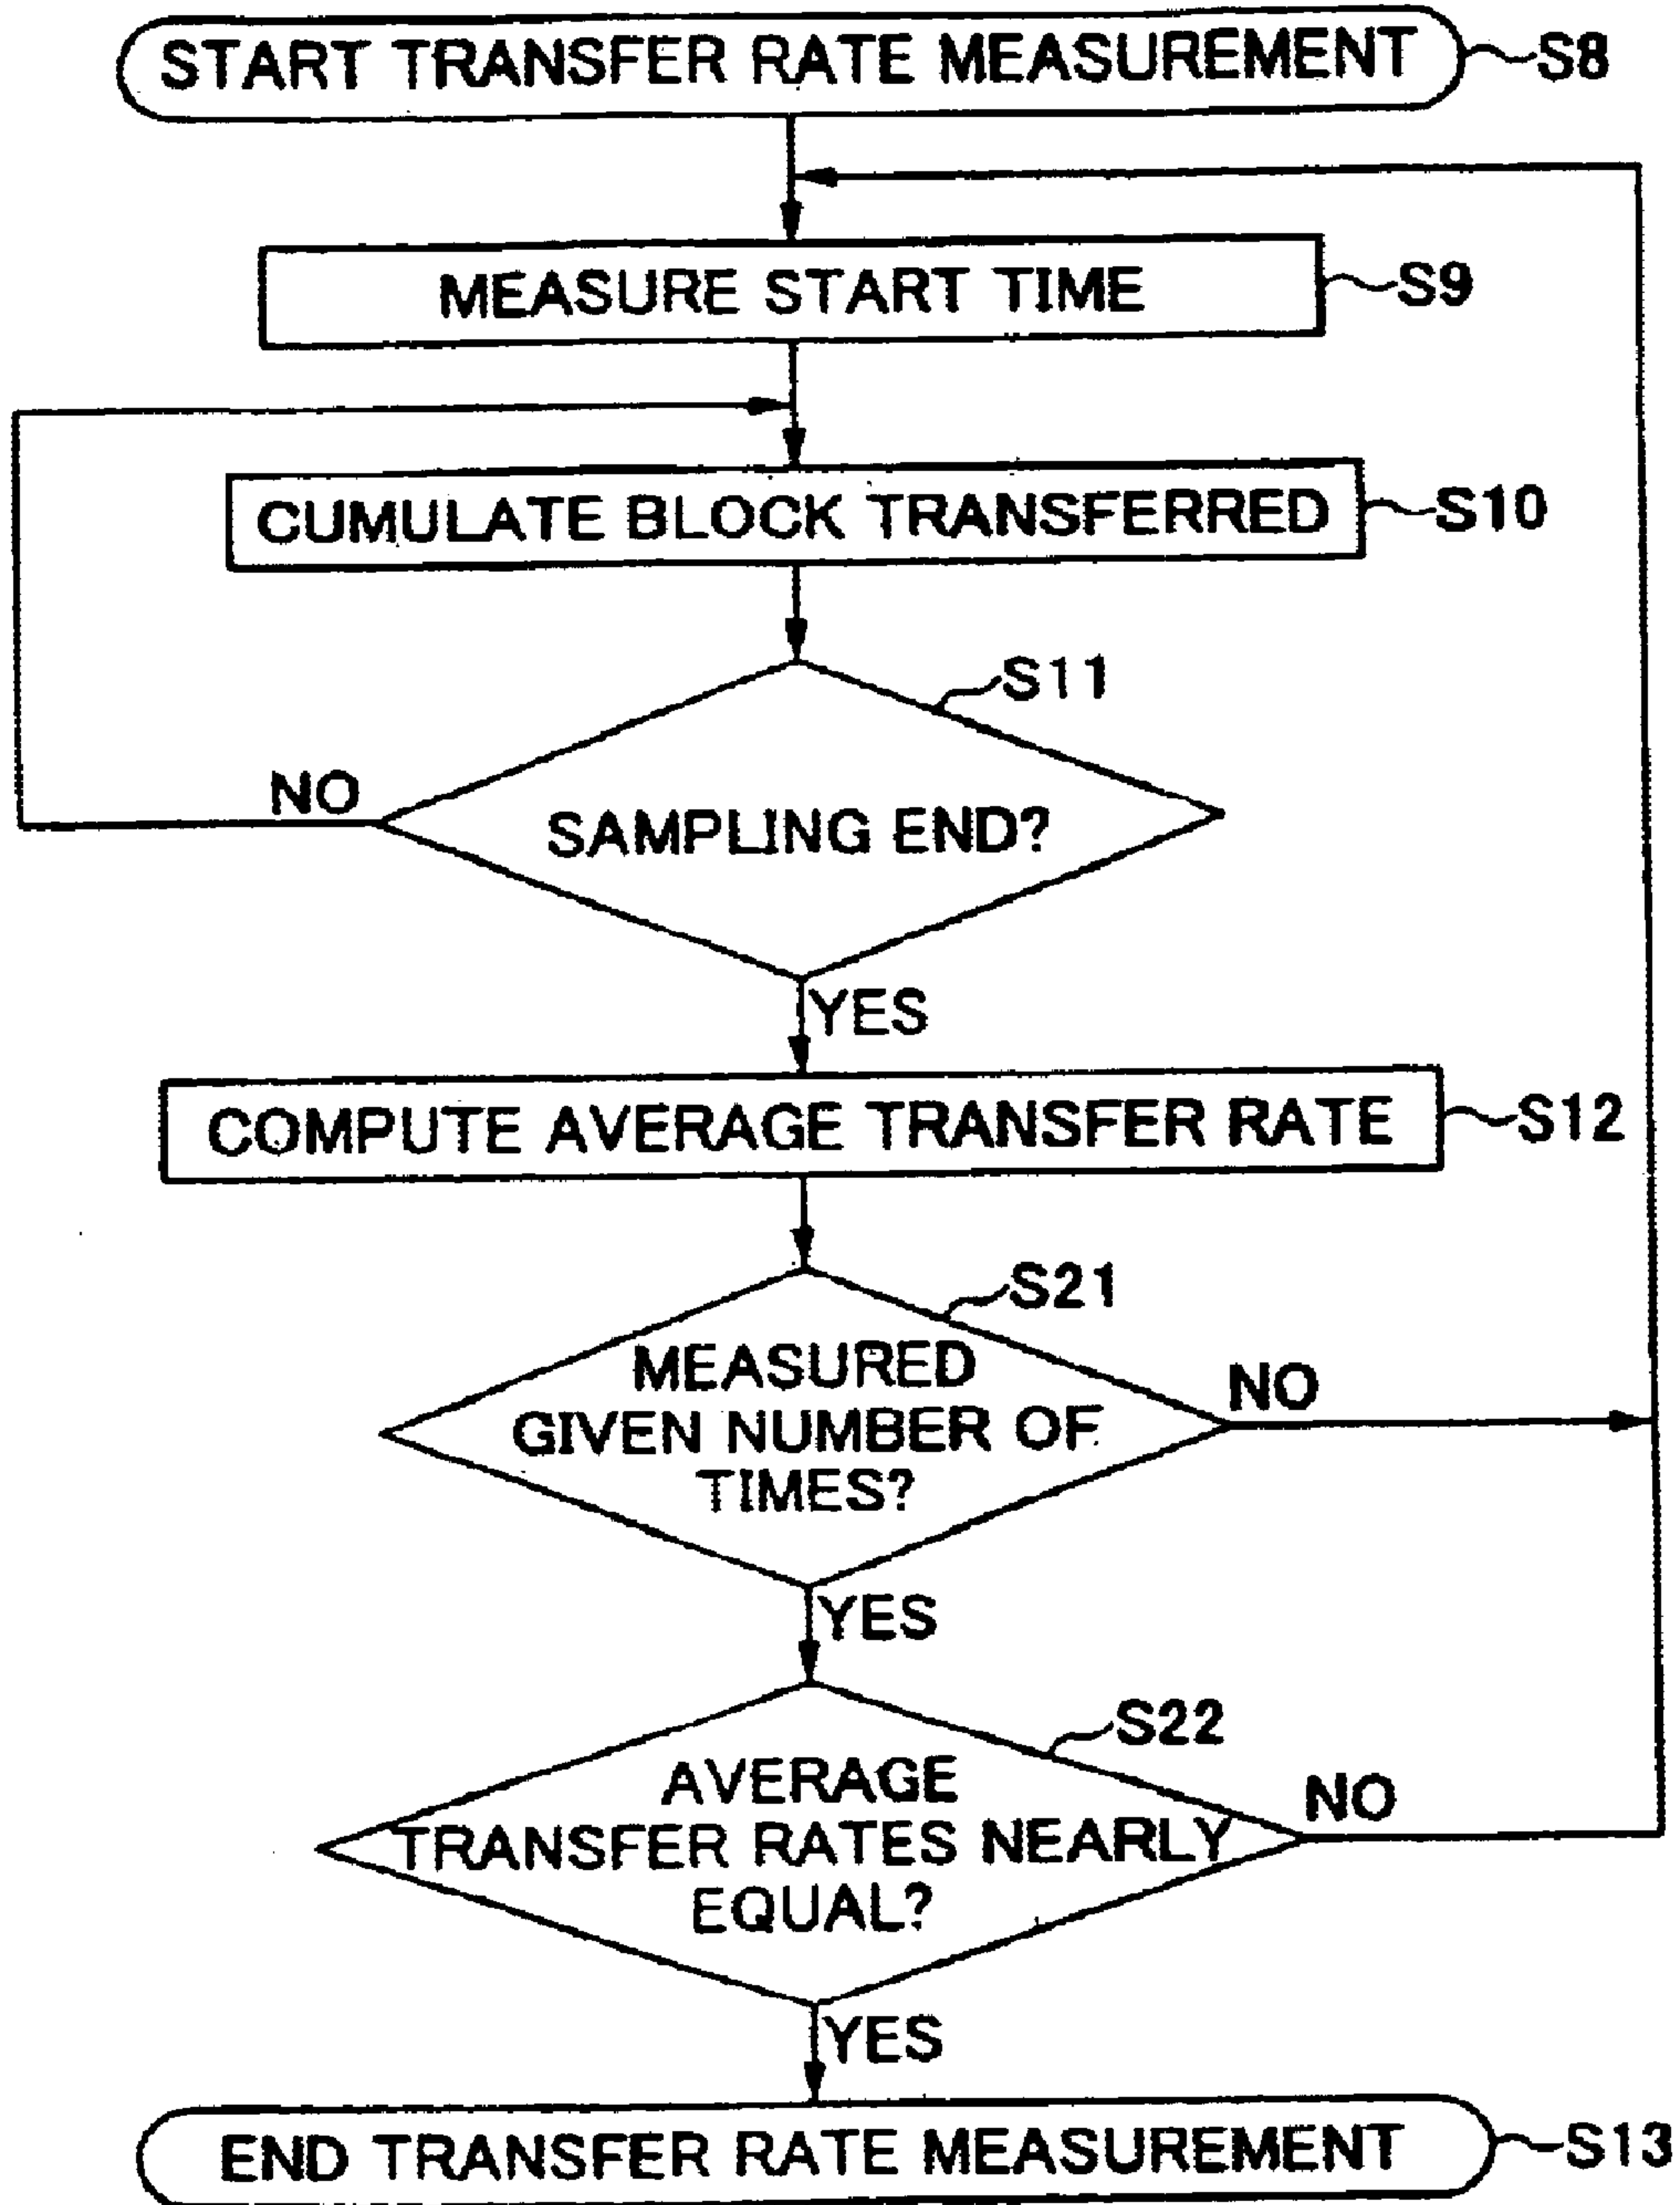 START TRANSFER RATE MEASUREMENT
S8
MEASURE START TIME
S9
CUMULATE BLOCK TRANSFERRED
S10
S11
NO
SAMPLING END?
YES
COMPUTE AVERAGE TRANSFER RATE
S12
S21
MEASURED
GIVEN NUMBER OF
TIMES?
NO
YES
S22
AVERAGE
TRANSFER RATES NEARLY
EQUAL?
NO
YES
END TRANSFER RATE MEASUREMENT
S13